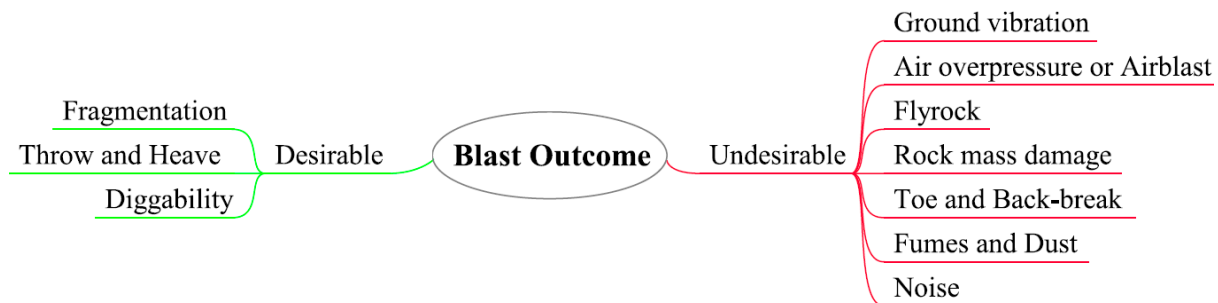 Fragmentation
Throw and Heave
Diggability
Desirable
Blast Outcome
Undesirable
Ground vibration
Air overpressure or Airblast
Flyrock
Rock mass damage
Toe and Back-break
Fumes and Dust
Noise